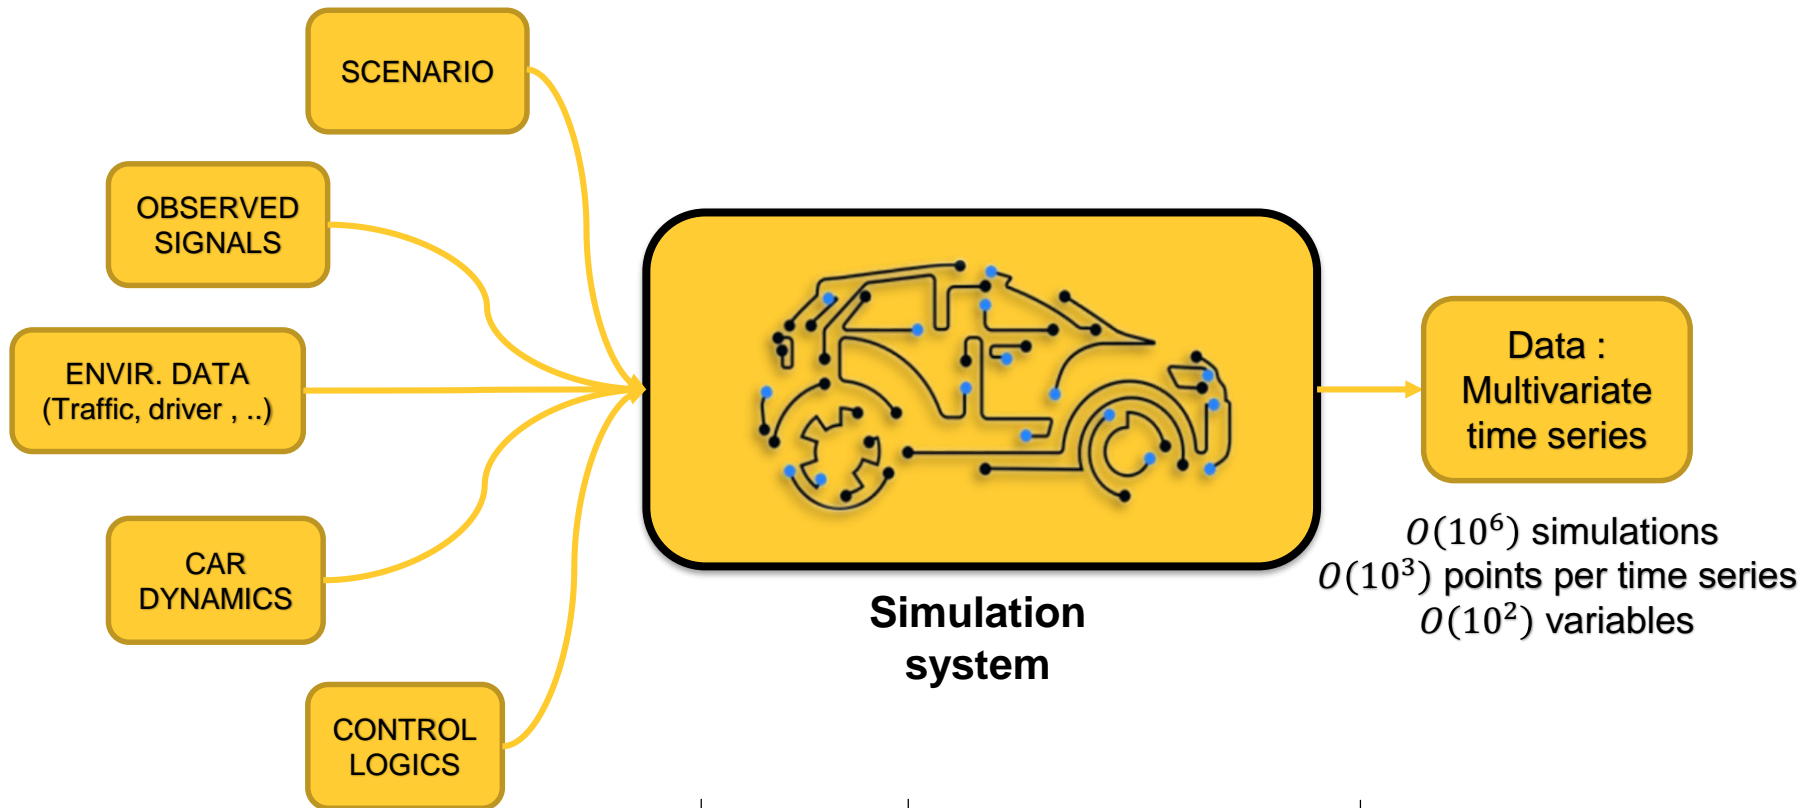 SCENARIO
OBSERVED
SIGNALS
ENVIR. DATA
(Traffic, driver , ..)
CAR
DYNAMICS
CONTROL
LOGICS
Simulation
system
Data :
Multivariate
time series
O(10⁶) simulations
O(10³) points per time series
O(10²) variables